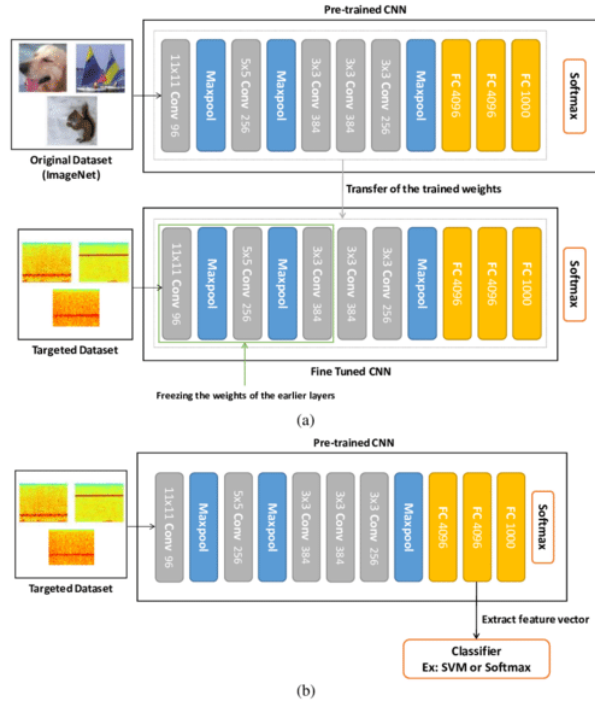 Pre-trained CNN
11x11 Conv 96
Maxpool
5x5 Conv 256
Maxpool
3x3 Conv 384
3x3 Conv 384
3x3 Conv 256
Maxpool
FC 4096
FC 4096
FC 1000
Softmax
Original Dataset
(ImageNet)
Transfer of the trained weights
11x11 Conv 96
Maxpool
5x5 Conv 256
Maxpool
3x3 Conv 384
3x3 Conv 384
3x3 Conv 256
Maxpool
FC 4096
FC 4096
FC 1000
Softmax
Targeted Dataset
Fine Tuned CNN
Freezing the weights of the earlier layers
(a)
Pre-trained CNN
11x11 Conv 96
Maxpool
5x5 Conv 256
Maxpool
3x3 Conv 384
3x3 Conv 384
3x3 Conv 256
Maxpool
FC 4096
FC 4096
FC 1000
Softmax
Targeted Dataset
Extract feature vector
Classifier
Ex: SVM or Softmax
(b)